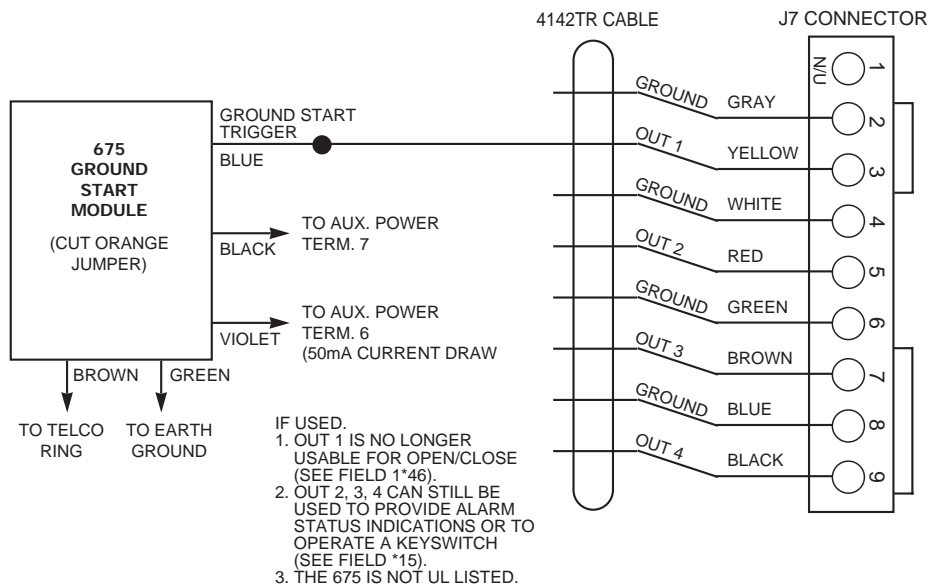 4142TR CABLE
J7 CONNECTOR
675
GROUND
START
MODULE
(CUT ORANGE
JUMPER)
GROUND START
TRIGGER
BLUE
BLACK
TO AUX. POWER
TERM. 7
VIOLET
TO AUX. POWER
TERM. 6
(50mA CURRENT DRAW
BROWN
GREEN
TO TELCO
RING
TO EARTH
GROUND
N/U
1
GROUND GRAY 2
OUT 1 YELLOW 3
GROUND WHITE 4
OUT 2 RED 5
GROUND GREEN 6
OUT 3 BROWN 7
GROUND BLUE 8
OUT 4 BLACK 9
IF USED.
1. OUT 1 IS NO LONGER
USABLE FOR OPEN/CLOSE
(SEE FIELD 1*46).
2. OUT 2, 3, 4 CAN STILL BE
USED TO PROVIDE ALARM
STATUS INDICATIONS OR TO
OPERATE A KEYSWITCH
(SEE FIELD *15).
3. THE 675 IS NOT UL LISTED.